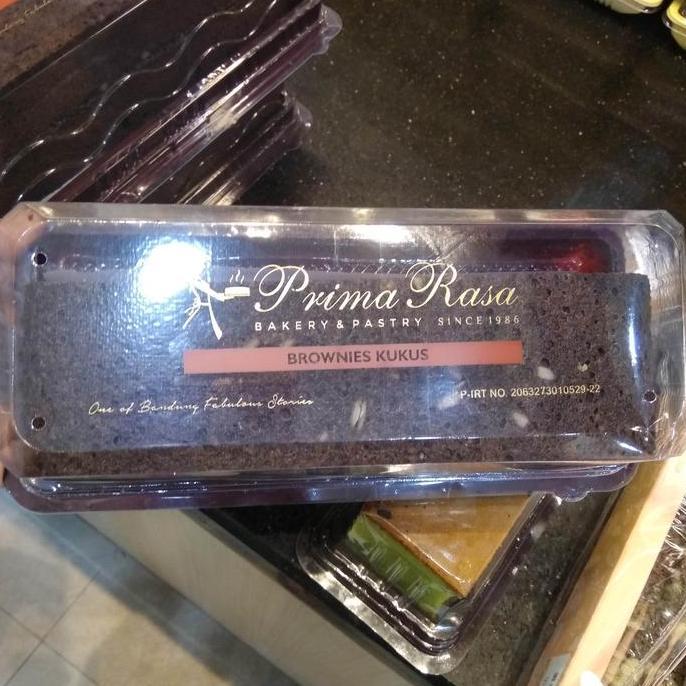 Prima Rasa
BAKERY & PASTRY SINCE 1986
BROWNIES KUKUS
One of Bandung Fabulous Stories
P-IRT NO. 2063273010529-22